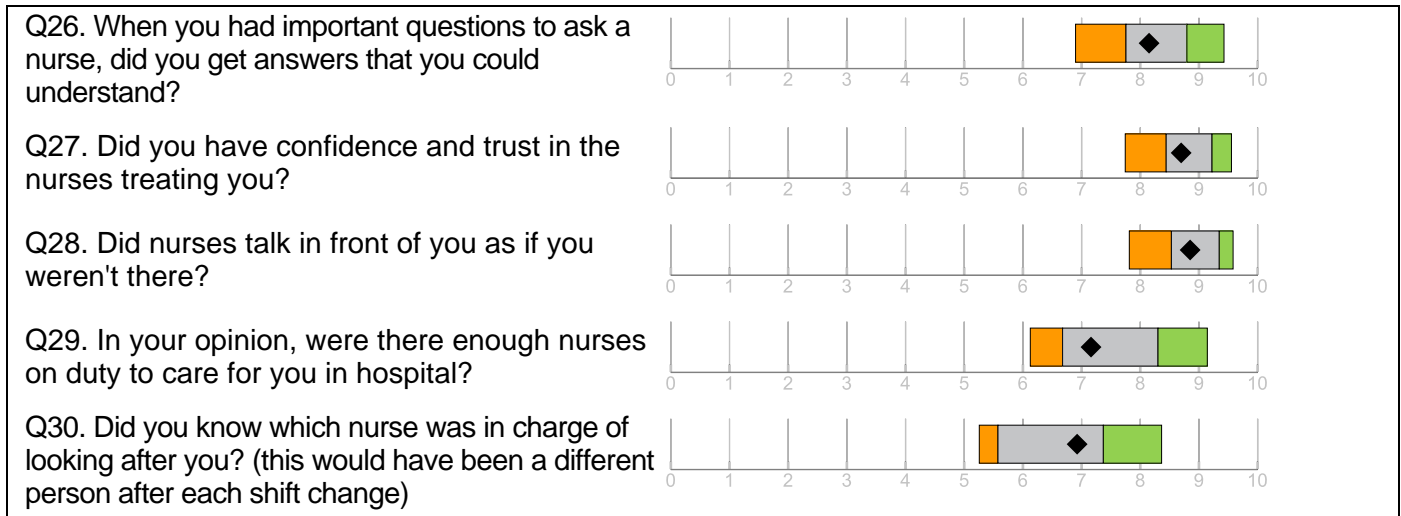 Q26. When you had important questions to ask a
nurse, did you get answers that you could
understand?
0 1 2 3 4 5 6 7 8 9 10
Q27. Did you have confidence and trust in the
nurses treating you?
0 1 2 3 4 5 6 7 8 9 10
Q28. Did nurses talk in front of you as if you
weren't there?
0 1 2 3 4 5 6 7 8 9 10
Q29. In your opinion, were there enough nurses
on duty to care for you in hospital?
0 1 2 3 4 5 6 7 8 9 10
Q30. Did you know which nurse was in charge of
looking after you? (this would have been a different
person after each shift change)
0 1 2 3 4 5 6 7 8 9 10